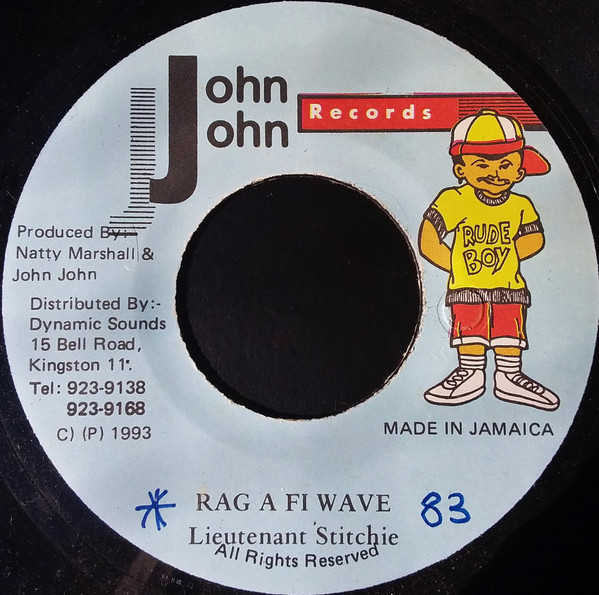 John
John
Records
RUDE
BOY
Produced By:-
Natty Marshall &
John John
Distributed By:-
Dynamic Sounds
15 Bell Road,
Kingston 11.
Tel: 923-9138
923-9168
C) (P) 1993
MADE IN JAMAICA
* RAG A FI WAVE 83
Lieutenant Stitchie
All Rights Reserved